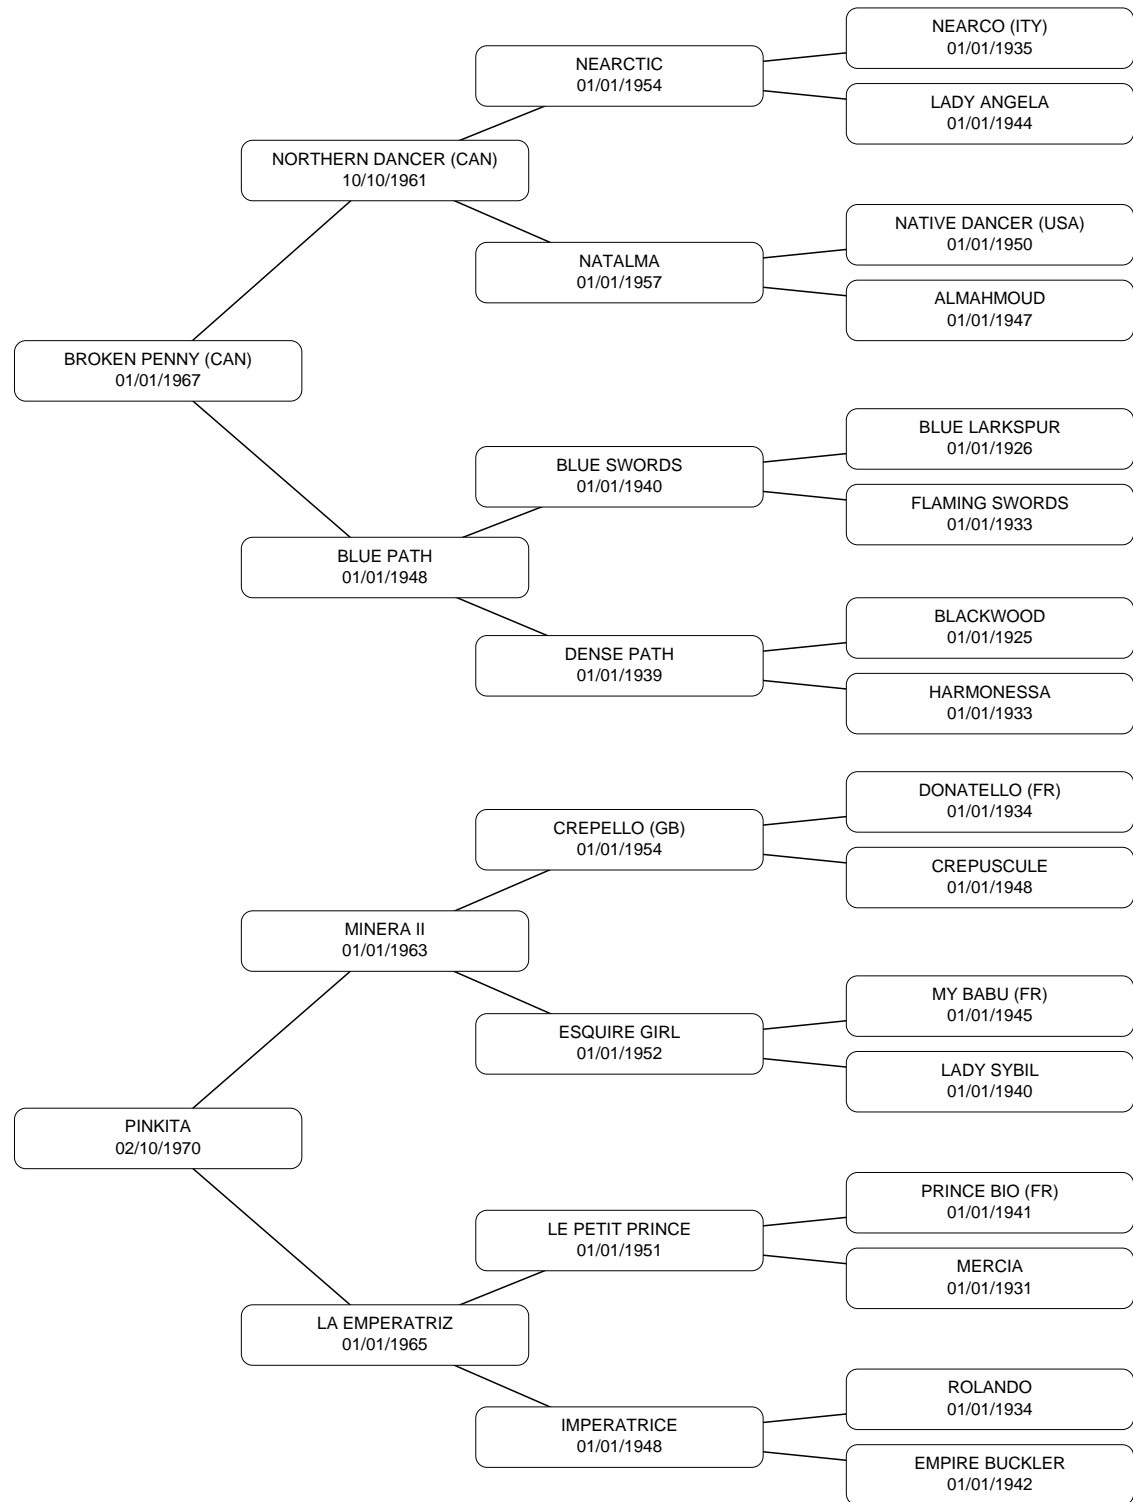 NEARCO (ITY)
01/01/1935
NEARCTIC
01/01/1954
LADY ANGELA
01/01/1944
NORTHERN DANCER (CAN)
10/10/1961
NATIVE DANCER (USA)
01/01/1950
NATALMA
01/01/1957
ALMAHMOUD
01/01/1947
BROKEN PENNY (CAN)
01/01/1967
BLUE LARKSPUR
01/01/1926
BLUE SWORDS
01/01/1940
FLAMING SWORDS
01/01/1933
BLUE PATH
01/01/1948
BLACKWOOD
01/01/1925
DENSE PATH
01/01/1939
HARMONESSA
01/01/1933
DONATELLO (FR)
01/01/1934
CREPELLO (GB)
01/01/1954
CREPUSCULE
01/01/1948
MINERA II
01/01/1963
MY BABU (FR)
01/01/1945
ESQUIRE GIRL
01/01/1952
LADY SYBIL
01/01/1940
PINKITA
02/10/1970
PRINCE BIO (FR)
01/01/1941
LE PETIT PRINCE
01/01/1951
MERCIA
01/01/1931
LA EMPERATRIZ
01/01/1965
ROLANDO
01/01/1934
IMPERATRICE
01/01/1948
EMPIRE BUCKLER
01/01/1942